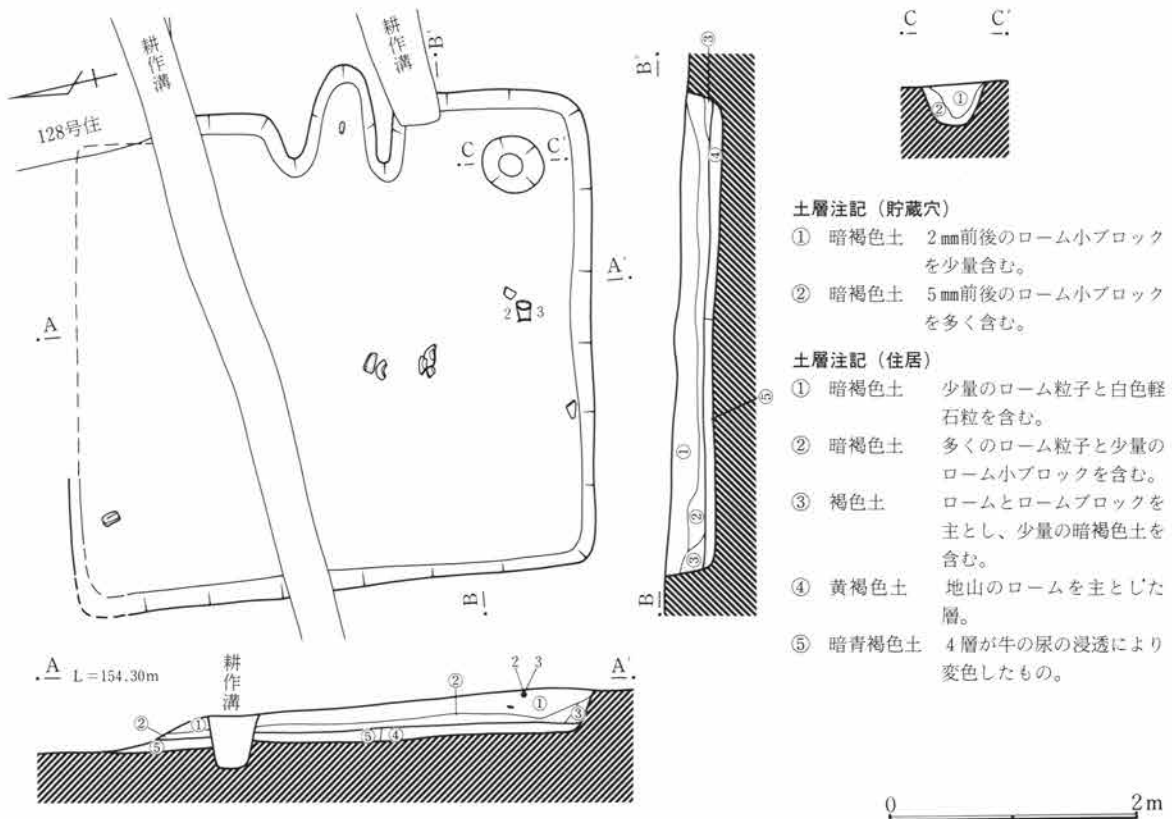 耕作溝
耕作溝
B′
128号住
C C′
A
A′
2 3
B
B′
③
④
⑤
①
②
③
B
C C′
①
②
土層注記(貯蔵穴)
① 暗褐色土 2㎜前後のローム小ブロック
を少量含む。
② 暗褐色土 5㎜前後のローム小ブロック
を多く含む。
土層注記(住居)
① 暗褐色土 少量のローム粒子と白色軽
石粒を含む。
② 暗褐色土 多くのローム粒子と少量の
ローム小ブロックを含む。
③ 褐色土 ロームとロームブロックを
主とし、少量の暗褐色土を
含む。
④ 黄褐色土 地山のロームを主とした
層。
⑤ 暗青褐色土 4層が牛の尿の浸透により
変色したもの。
A L=154.30m
耕作溝
② 2 3 A′
② ① ① ③
⑤ ⑤ ④
0 2m